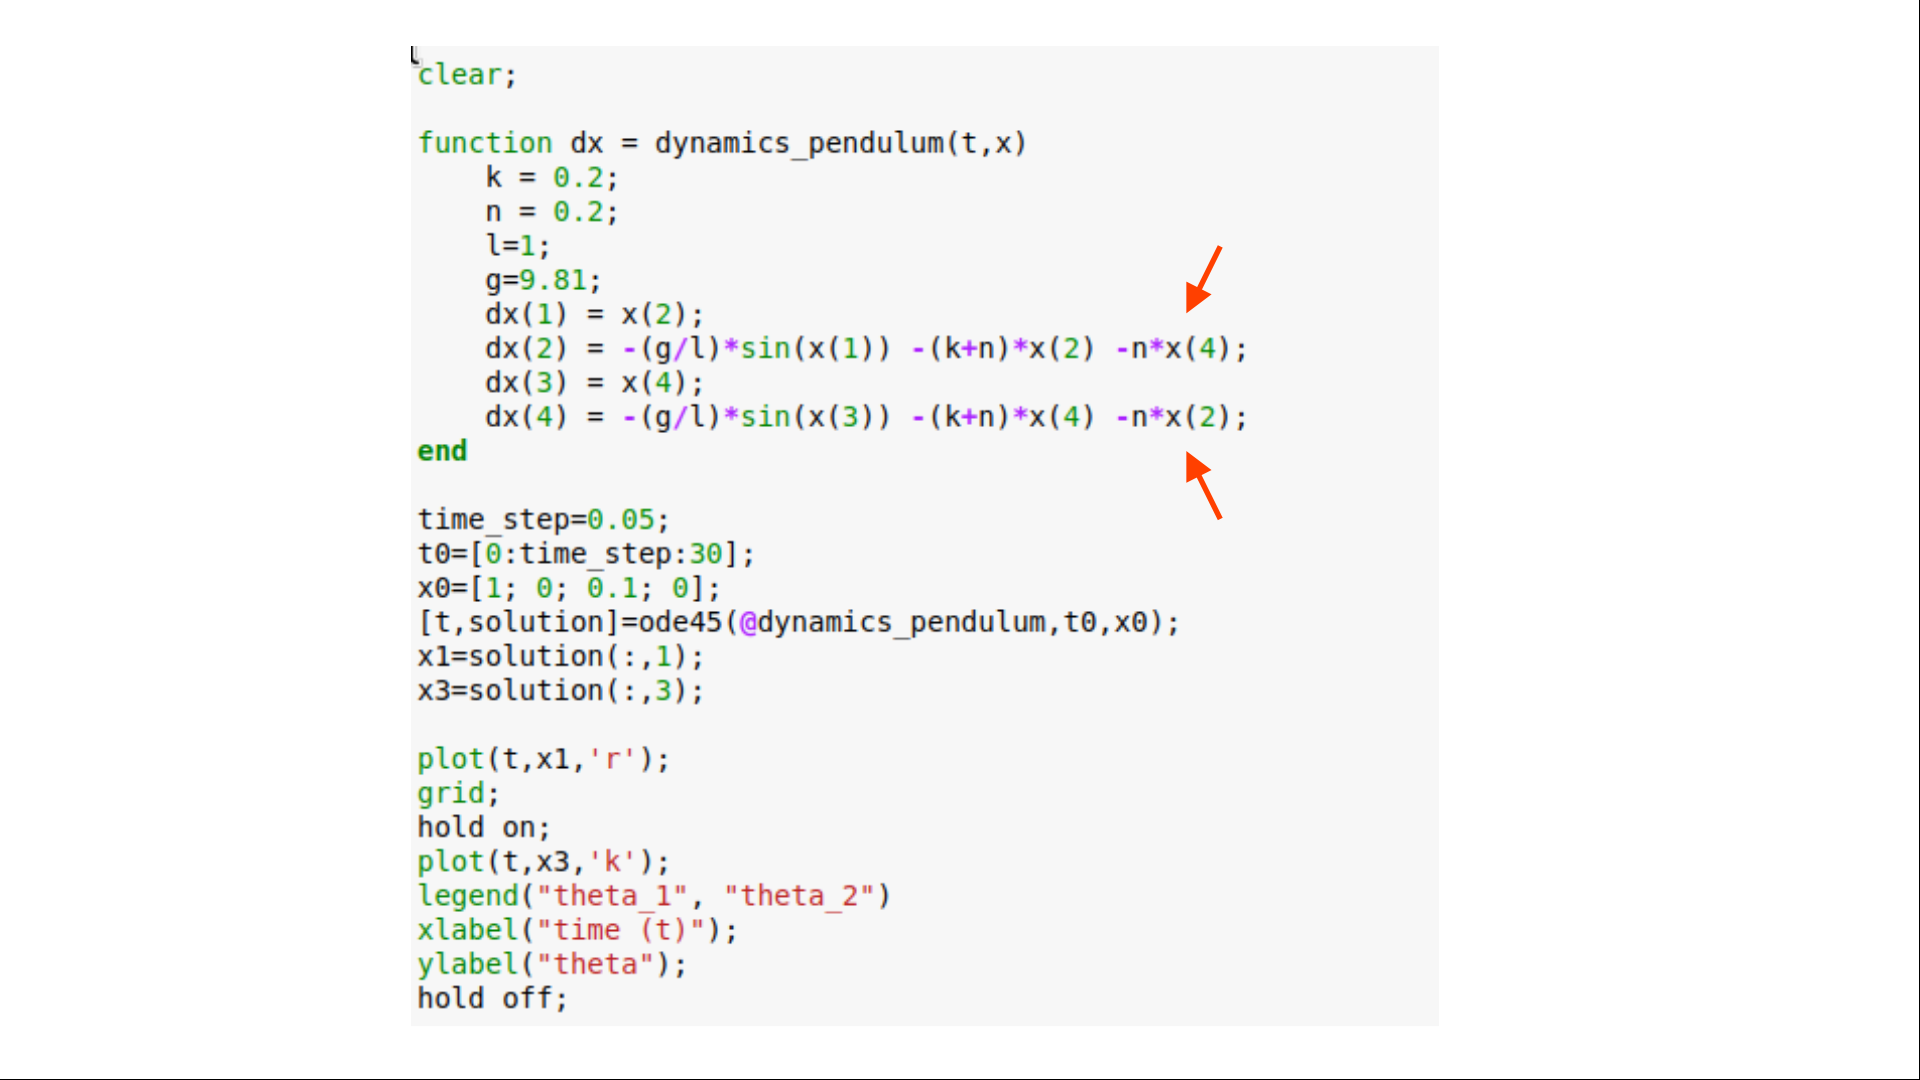 clear;
function dx = dynamics_pendulum(t,x)
k = 0.2;
n = 0.2;
l=1;
g=9.81;
dx(1) = x(2);
dx(2) = -(g/l)*sin(x(1)) -(k+n)*x(2) -n*x(4);
dx(3) = x(4);
dx(4) = -(g/l)*sin(x(3)) -(k+n)*x(4) -n*x(2);
end
time_step=0.05;
t0=[0:time_step:30];
x0=[1; 0; 0.1; 0];
[t,solution]=ode45(@dynamics_pendulum,t0,x0);
x1=solution(:,1);
x3=solution(:,3);
plot(t,x1,'r');
grid;
hold on;
plot(t,x3,'k');
legend("theta_1", "theta_2")
xlabel("time (t)");
ylabel("theta");
hold off;